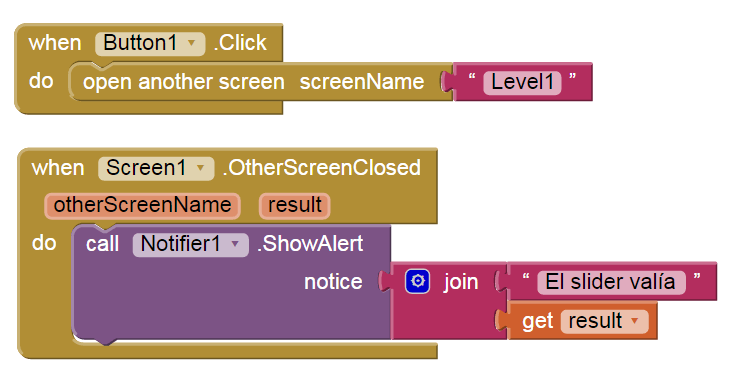 when Button1 .Click
do open another screen screenName “ Level1 ”
when Screen1 .OtherScreenClosed
otherScreenName result
do call Notifier1 .ShowAlert
notice join “ El slider valía ”
get result